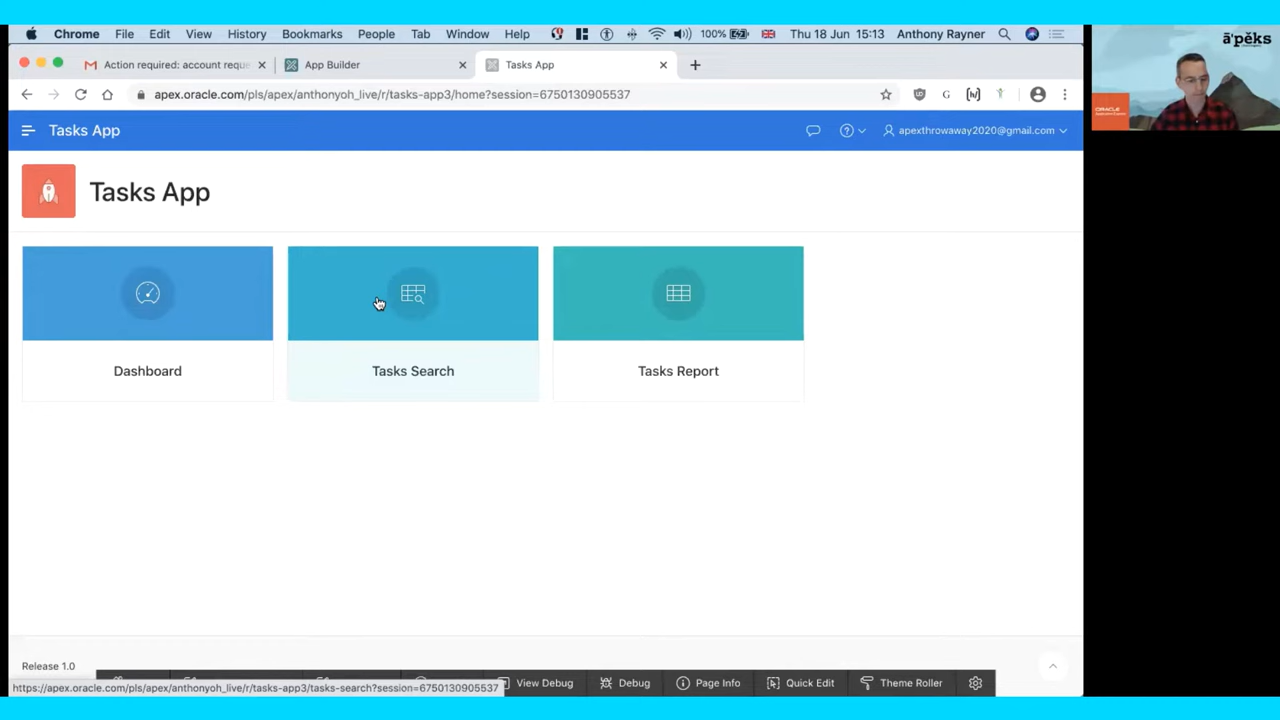 Chrome File Edit View History Bookmarks People Tab Window Help 100% Thu 18 Jun 15:13 Anthony Rayner
Action required: account reque App Builder Tasks App
apex.oracle.com/pls/apex/anthonyoh_live/r/tasks-app3/home?session=6750130905537
Tasks App apexthrowaway2020@gmail.com
Tasks App
Dashboard Tasks Search Tasks Report
Release 1.0
https://apex.oracle.com/pls/apex/anthonyoh_live/r/tasks-app3/tasks-search?session=6750130905537 View Debug Debug Page Info Quick Edit Theme Roller
ā'pěks
ORACLE